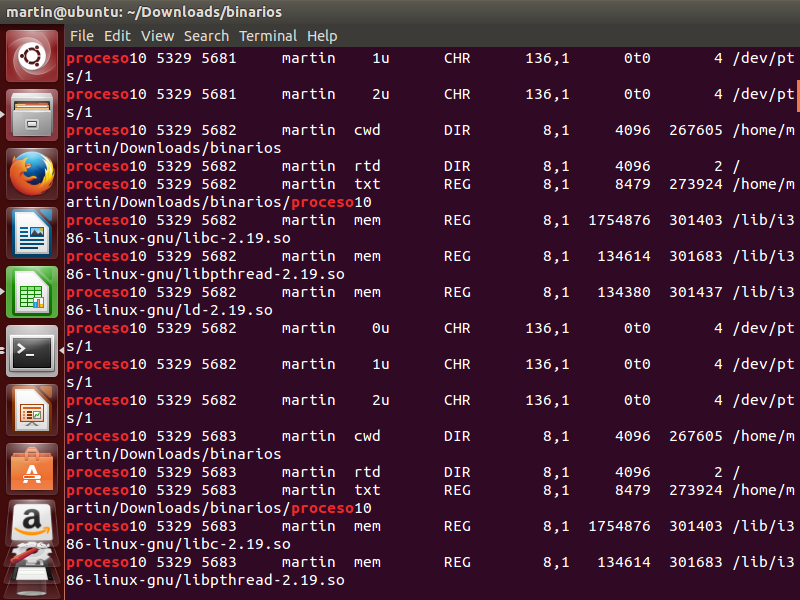 martin@ubuntu: ~/Downloads/binarios
File Edit View Search Terminal Help
proceso10 5329 5681 martin 1u CHR 136,1 0t0 4 /dev/pt
s/1
proceso10 5329 5681 martin 2u CHR 136,1 0t0 4 /dev/pt
s/1
proceso10 5329 5682 martin cwd DIR 8,1 4096 267605 /home/m
artin/Downloads/binarios
proceso10 5329 5682 martin rtd DIR 8,1 4096 2 /
proceso10 5329 5682 martin txt REG 8,1 8479 273924 /home/m
artin/Downloads/binarios/proceso10
proceso10 5329 5682 martin mem REG 8,1 1754876 301403 /lib/i3
86-linux-gnu/libc-2.19.so
proceso10 5329 5682 martin mem REG 8,1 134614 301683 /lib/i3
86-linux-gnu/libpthread-2.19.so
proceso10 5329 5682 martin mem REG 8,1 134380 301437 /lib/i3
86-linux-gnu/ld-2.19.so
proceso10 5329 5682 martin 0u CHR 136,1 0t0 4 /dev/pt
s/1
proceso10 5329 5682 martin 1u CHR 136,1 0t0 4 /dev/pt
s/1
proceso10 5329 5682 martin 2u CHR 136,1 0t0 4 /dev/pt
s/1
proceso10 5329 5683 martin cwd DIR 8,1 4096 267605 /home/m
artin/Downloads/binarios
proceso10 5329 5683 martin rtd DIR 8,1 4096 2 /
proceso10 5329 5683 martin txt REG 8,1 8479 273924 /home/m
artin/Downloads/binarios/proceso10
proceso10 5329 5683 martin mem REG 8,1 1754876 301403 /lib/i3
86-linux-gnu/libc-2.19.so
proceso10 5329 5683 martin mem REG 8,1 134614 301683 /lib/i3
86-linux-gnu/libpthread-2.19.so